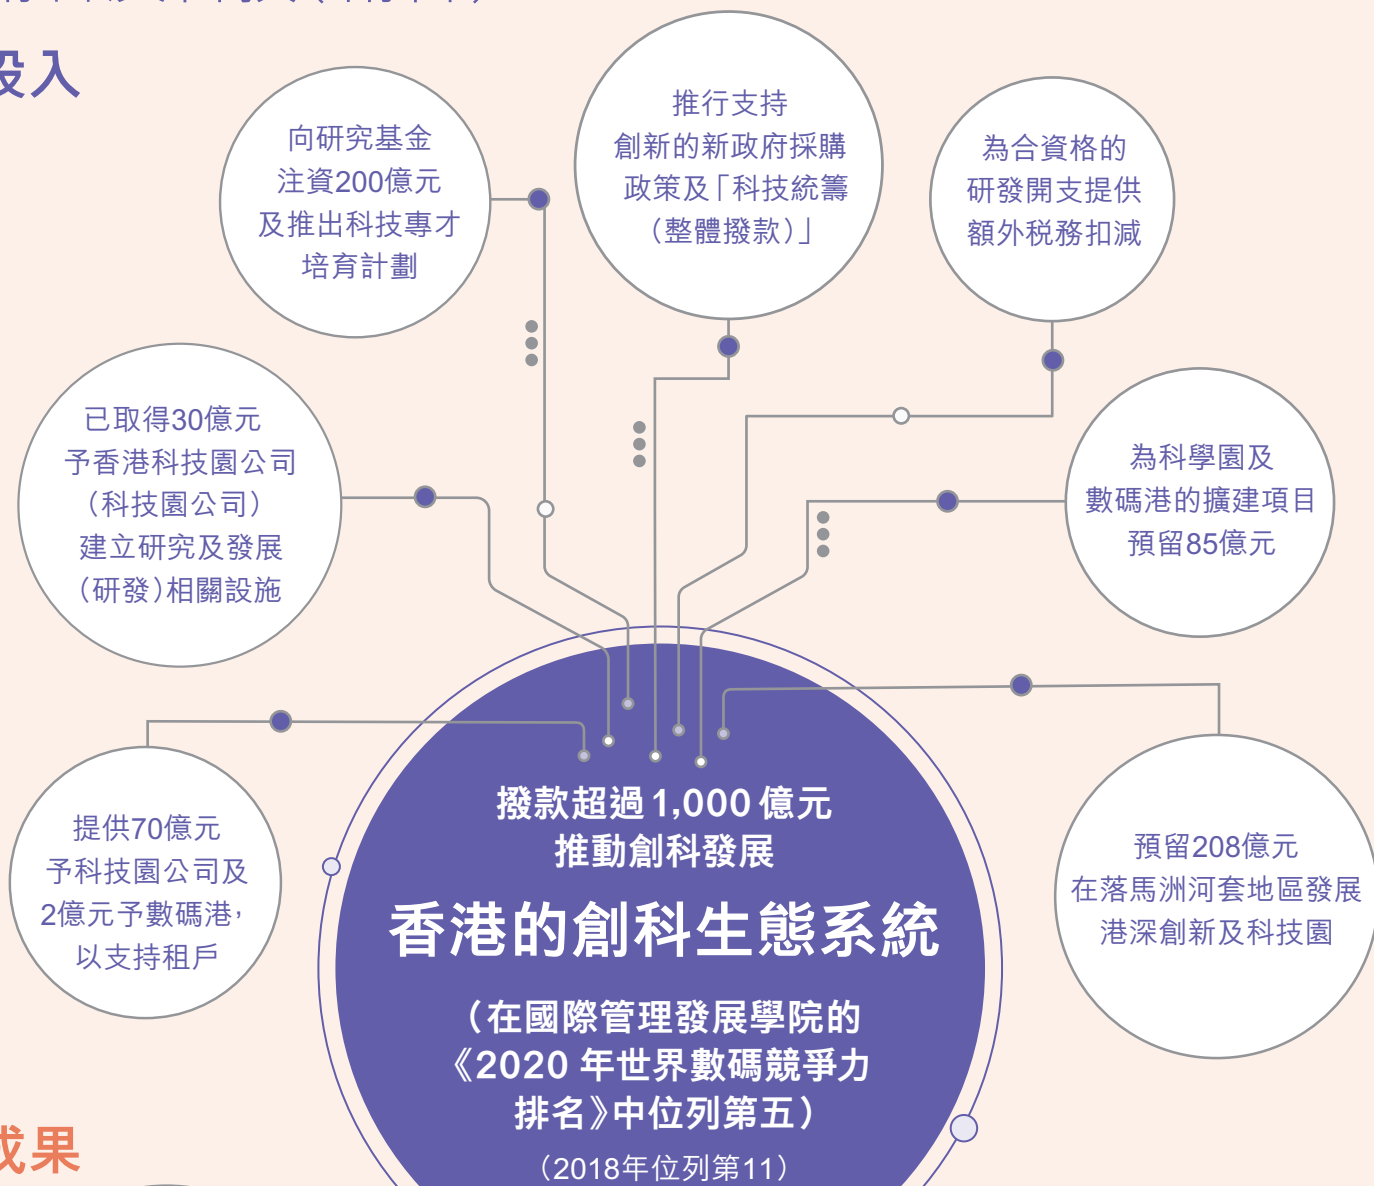 投入
向研究基金
注資200億元
及推出科技專才
培育計劃
推行支持
創新的新政府採購
政策及「科技統籌
（整體撥款）」
為合資格的
研發開支提供
額外稅務扣減
已取得30億元
予香港科技園公司
（科技園公司）
建立研究及發展
（研發）相關設施
為科學園及
數碼港的擴建項目
預留85億元
提供70億元
予科技園公司及
2億元予數碼港，
以支持租戶
預留208億元
在落馬洲河套地區發展
港深創新及科技園
撥款超過1,000億元
推動創科發展
香港的創科生態系統
（在國際管理發展學院的
《2020年世界數碼競爭力
排名》中位列第五）
（2018年位列第11）
成果